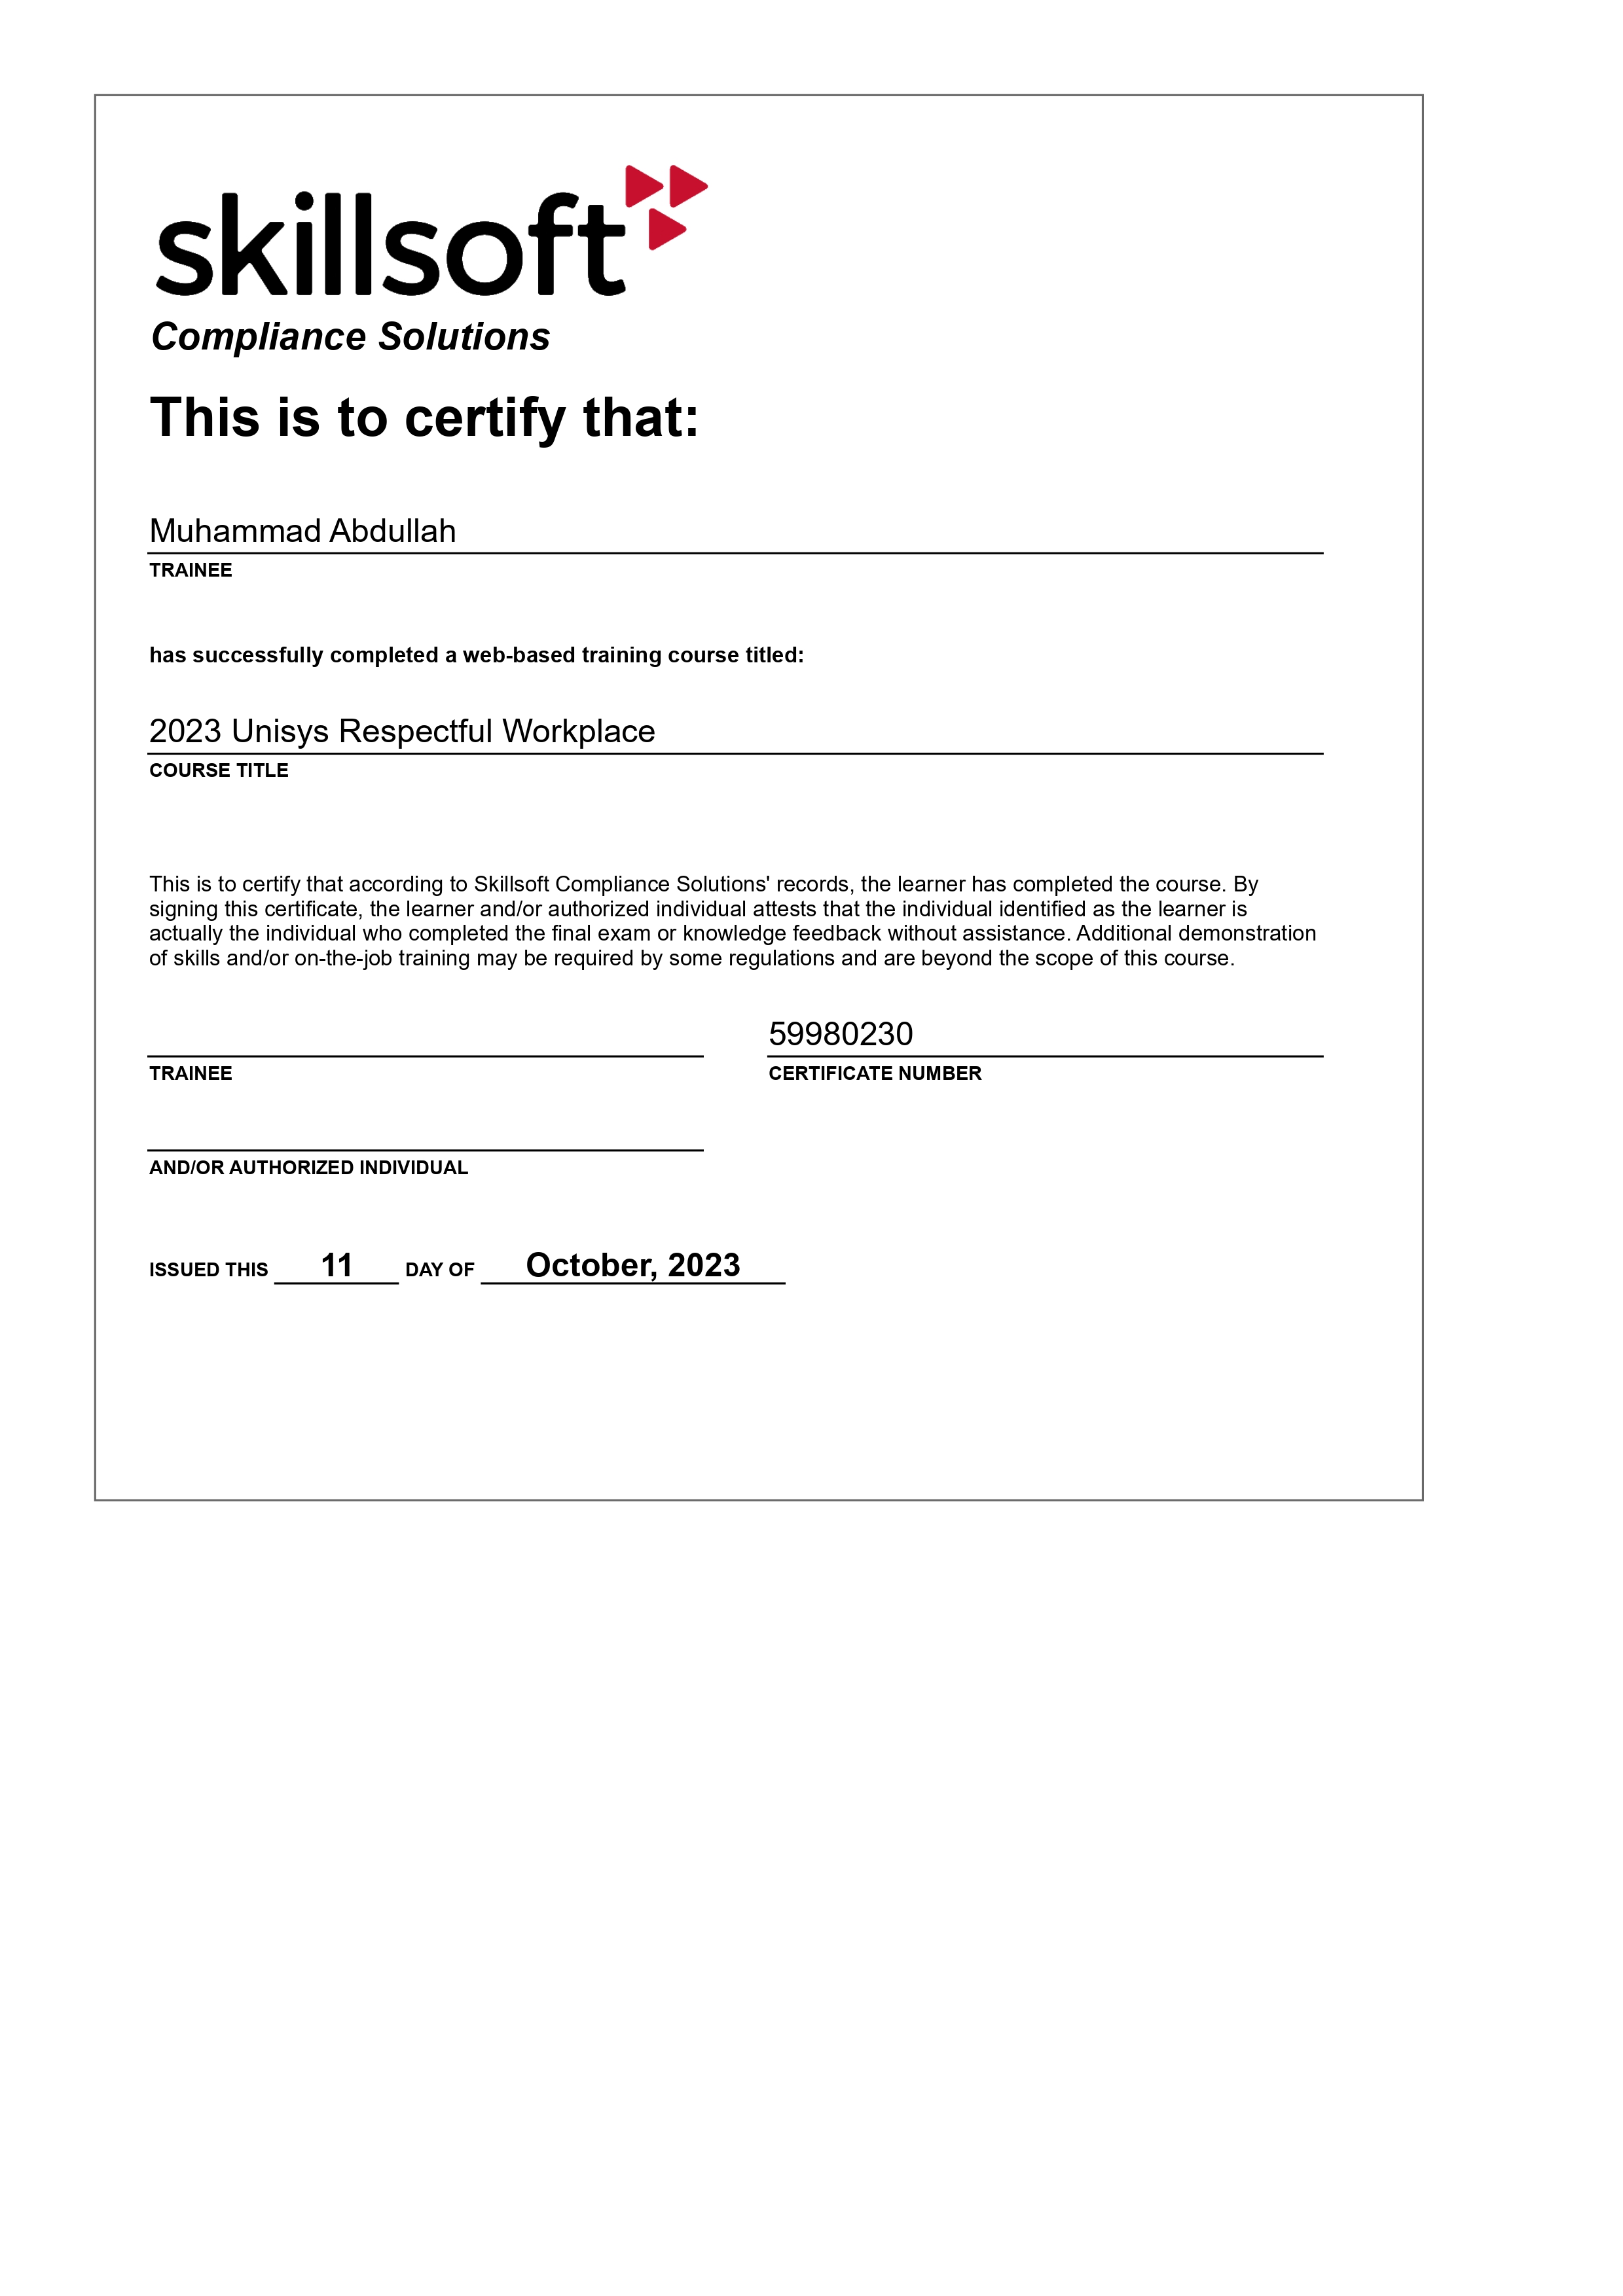 skillsoft
Compliance Solutions
This is to certify that:
Muhammad Abdullah
TRAINEE
has successfully completed a web-based training course titled:
2023 Unisys Respectful Workplace
COURSE TITLE
This is to certify that according to Skillsoft Compliance Solutions' records, the learner has completed the course. By
signing this certificate, the learner and/or authorized individual attests that the individual identified as the learner is
actually the individual who completed the final exam or knowledge feedback without assistance. Additional demonstration
of skills and/or on-the-job training may be required by some regulations and are beyond the scope of this course.
59980230
TRAINEE CERTIFICATE NUMBER
AND/OR AUTHORIZED INDIVIDUAL
ISSUED THIS 11 DAY OF October, 2023